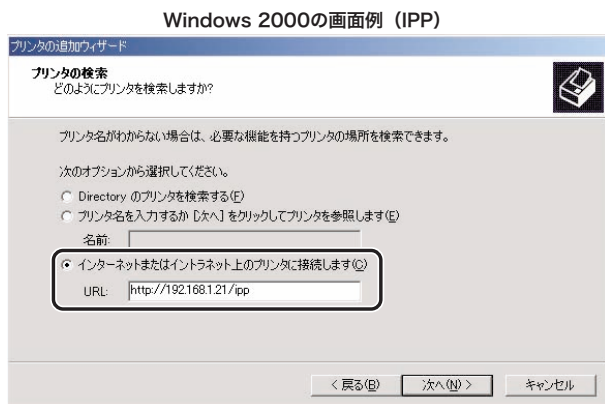 Windows 2000の画面例（IPP）
プリンタの追加ウィザード
プリンタの検索
どのようにプリンタを検索しますか?
プリンタ名がわからない場合は、必要な機能を持つプリンタの場所を検索できます。
次のオプションから選択してください。
Directory のプリンタを検索する(F)
プリンタ名を入力するか [次へ] をクリックしてプリンタを参照します(E)
名前:
インターネットまたはイントラネット上のプリンタに接続します(C)
URL: http://192.168.1.21/ipp
< 戻る(B) 次へ(N) > キャンセル